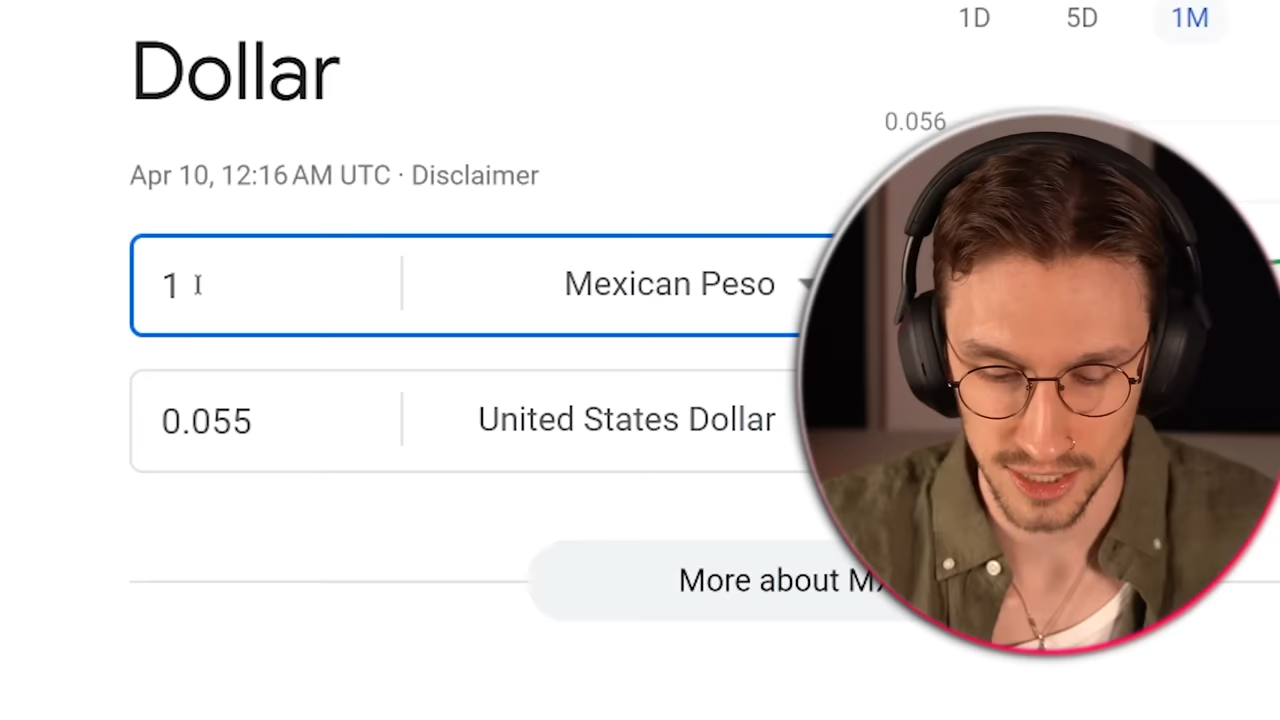 1D 5D 1M
Dollar
0.056
Apr 10, 12:16 AM UTC · Disclaimer
1 Mexican Peso
0.055 United States Dollar
More about